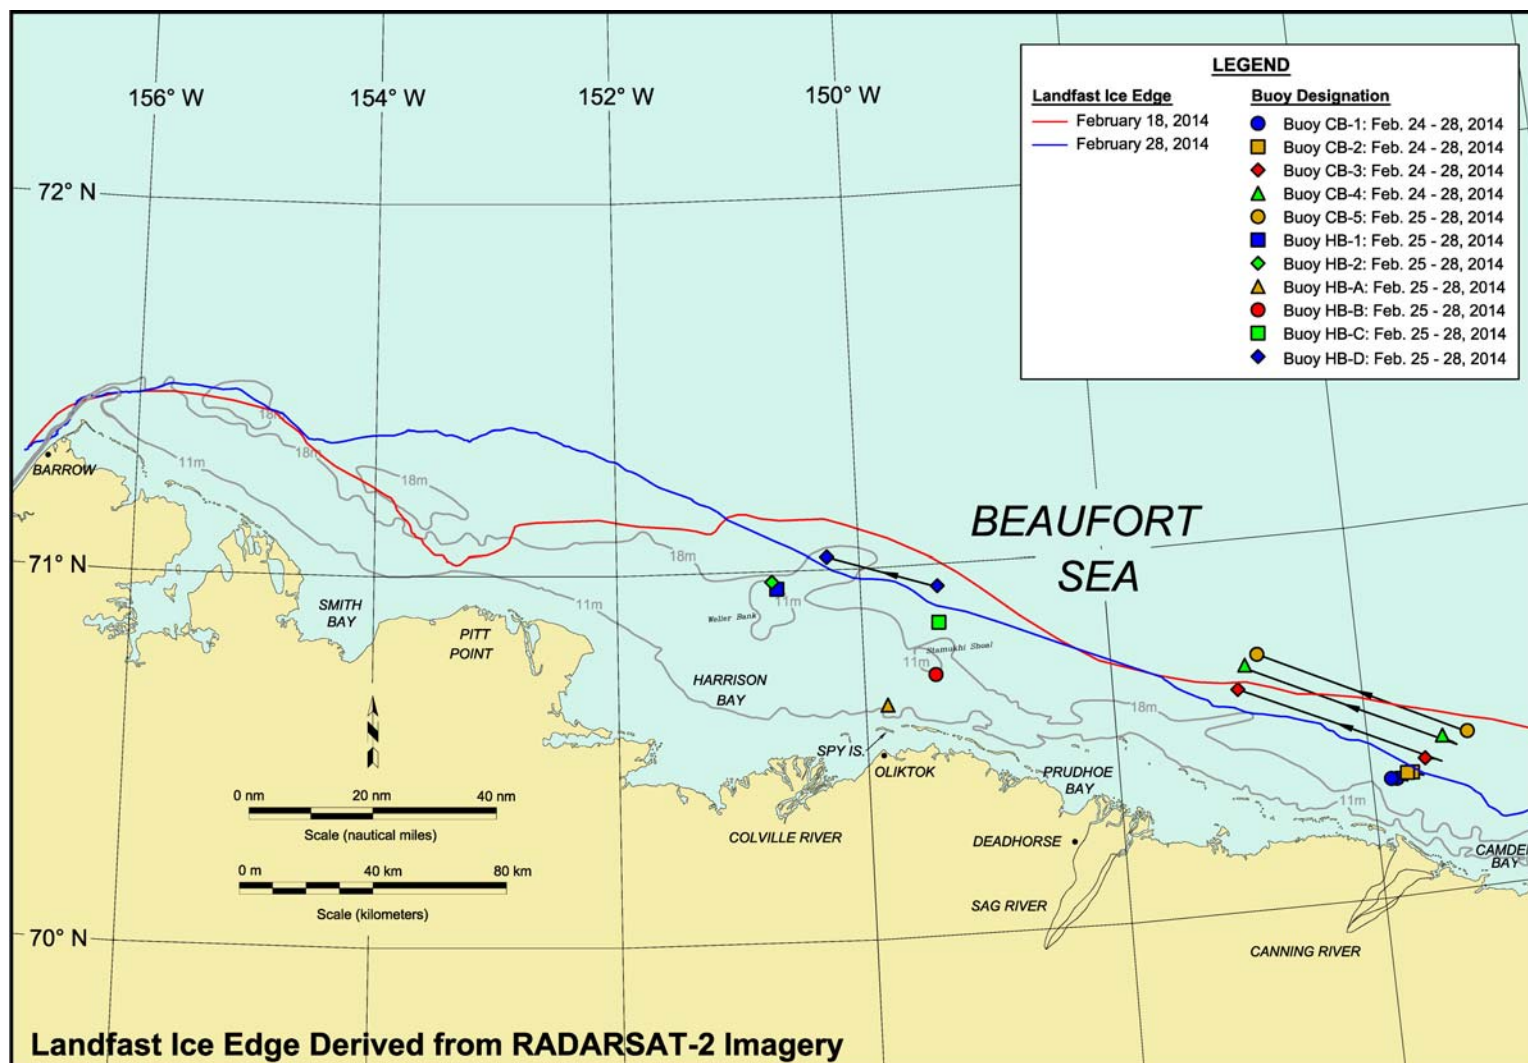 LEGEND
Landfast Ice Edge
February 18, 2014
February 28, 2014
Buoy Designation
Buoy CB-1: Feb. 24 - 28, 2014
Buoy CB-2: Feb. 24 - 28, 2014
Buoy CB-3: Feb. 24 - 28, 2014
Buoy CB-4: Feb. 24 - 28, 2014
Buoy CB-5: Feb. 25 - 28, 2014
Buoy HB-1: Feb. 25 - 28, 2014
Buoy HB-2: Feb. 25 - 28, 2014
Buoy HB-A: Feb. 25 - 28, 2014
Buoy HB-B: Feb. 25 - 28, 2014
Buoy HB-C: Feb. 25 - 28, 2014
Buoy HB-D: Feb. 25 - 28, 2014
156° W
154° W
152° W
150° W
72° N
18m
BARROW
11m
18m
18m
BEAUFORT
SEA
71° N
18m
11m
11m
SMITH
BAY
Weller Bank
PITT
POINT
Stamukhi Shoal
11m
HARRISON
BAY
18m
SPY IS.
OLIKTOK
PRUDHOE
BAY
11m
0 nm
20 nm
40 nm
Scale (nautical miles)
COLVILLE RIVER
DEADHORSE
CAMDEN
BAY
0 m
40 km
80 km
Scale (kilometers)
SAG RIVER
70° N
CANNING RIVER
Landfast Ice Edge Derived from RADARSAT-2 Imagery